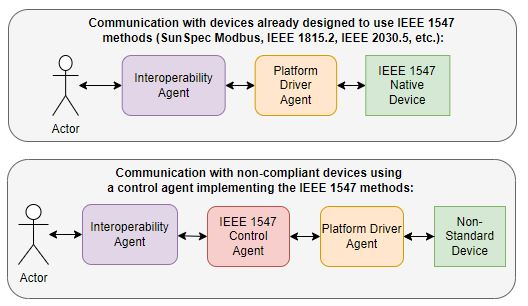 Communication with devices already designed to use IEEE 1547
methods (SunSpec Modbus, IEEE 1815.2, IEEE 2030.5, etc.):
Actor
Interoperability
Agent
Platform
Driver
Agent
IEEE 1547
Native
Device
Communication with non-compliant devices using
a control agent implementing the IEEE 1547 methods:
Actor
Interoperability
Agent
IEEE 1547
Control
Agent
Platform Driver
Agent
Non-
Standard
Device